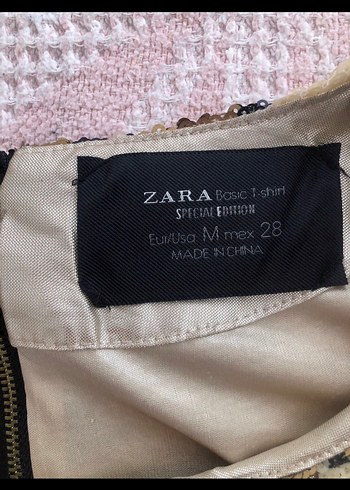 ZARA Basic T-shirt
SPECIAL EDITION
Eur/Usa M mex 28
MADE IN CHINA